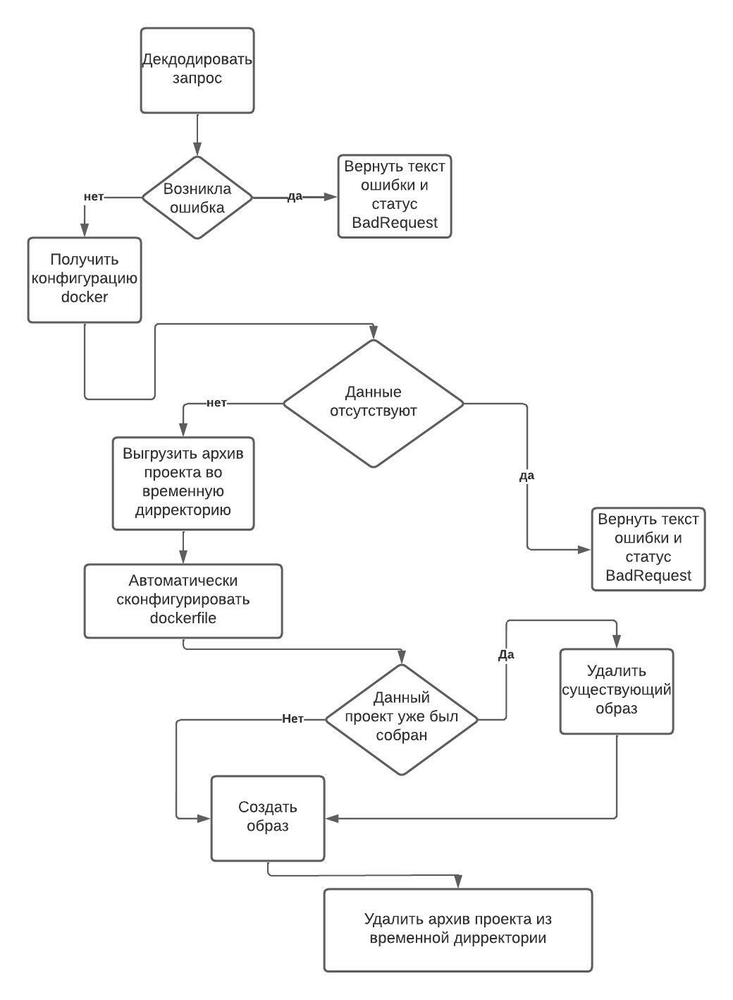 Декдодировать
запрос
Возникла
ошибка
нет
да
Вернуть текст
ошибки и
статус
BadRequest
Получить
конфигурацию
docker
Данные
отсутствуют
нет
да
Выгрузить архив
проекта во
временную
дирректорию
Вернуть текст
ошибки и
статус
BadRequest
Автоматически
сконфигурировать
dockerfile
Данный
проект уже был
собран
Да
Нет
Удалить
существующий
образ
Создать
образ
Удалить архив проекта из
временной дирректории